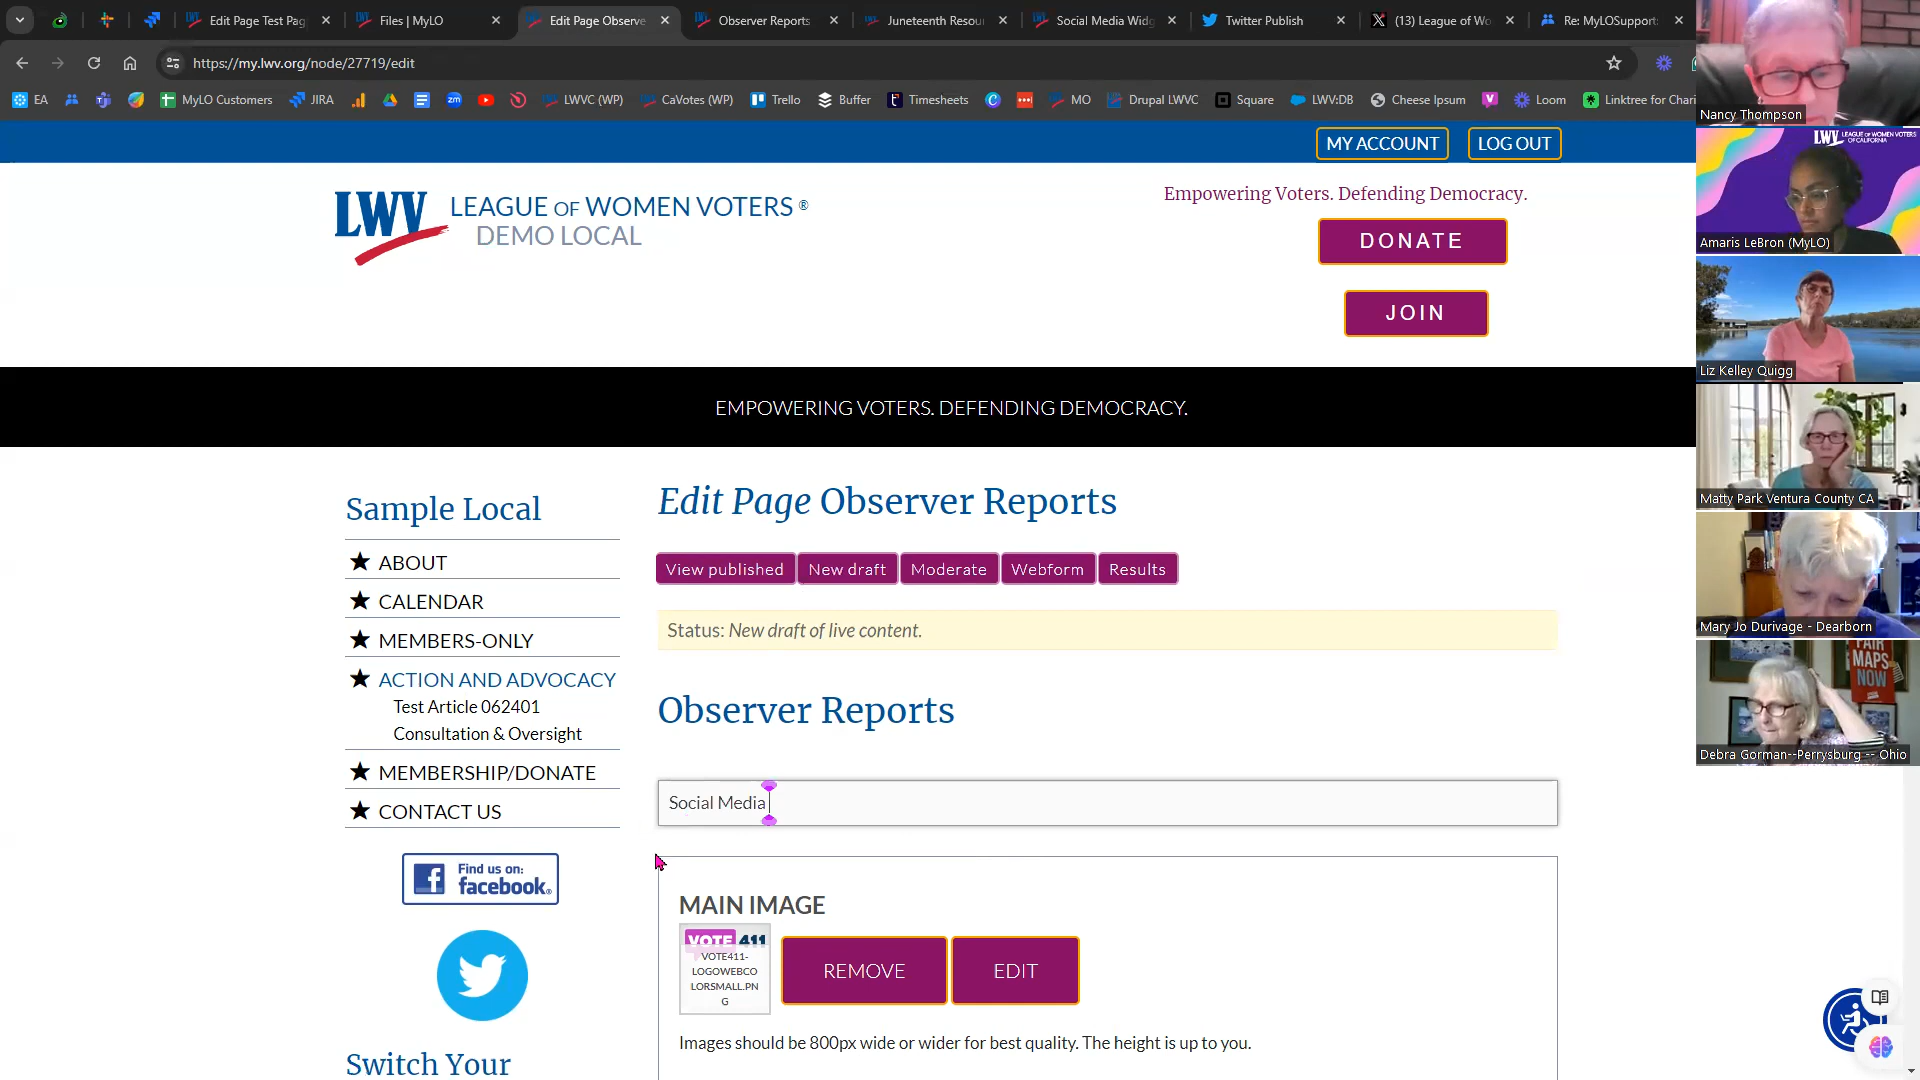 Edit Page Test Pag
Files | MyLO
Edit Page Observe
Observer Reports
Juneteenth Resou
Social Media Widg
Twitter Publish
(13) League of Wo
Re: MyLOSupport
https://my.lwv.org/node/27719/edit
EA
MyLO Customers
JIRA
LWVC (WP)
CaVotes (WP)
Trello
Buffer
Timesheets
MO
Drupal LWVC
Square
LWV:DB
Cheese Ipsum
Loom
Linktree for Chari
MY ACCOUNT
LOG OUT
LWV
LEAGUE OF WOMEN VOTERS ®
DEMO LOCAL
Empowering Voters. Defending Democracy.
DONATE
JOIN
EMPOWERING VOTERS. DEFENDING DEMOCRACY.
Sample Local
ABOUT
CALENDAR
MEMBERS-ONLY
ACTION AND ADVOCACY
Test Article 062401
Consultation & Oversight
MEMBERSHIP/DONATE
CONTACT US
Find us on:
facebook®
Switch Your
Edit Page Observer Reports
View published
New draft
Moderate
Webform
Results
Status: New draft of live content.
Observer Reports
Social Media
MAIN IMAGE
VOTE 411
VOTE411-
LOGOWEBCO
LORSMALL.PN
G
REMOVE
EDIT
Images should be 800px wide or wider for best quality. The height is up to you.
Nancy Thompson
LWV LEAGUE OF WOMEN VOTERS
OF CALIFORNIA
Amaris LeBron (MyLO)
Liz Kelley Quigg
Matty Park Ventura County CA
Mary Jo Durivage - Dearborn
FAIR
MAPS
NOW
Debra Gorman--Perrysburg -- Ohio